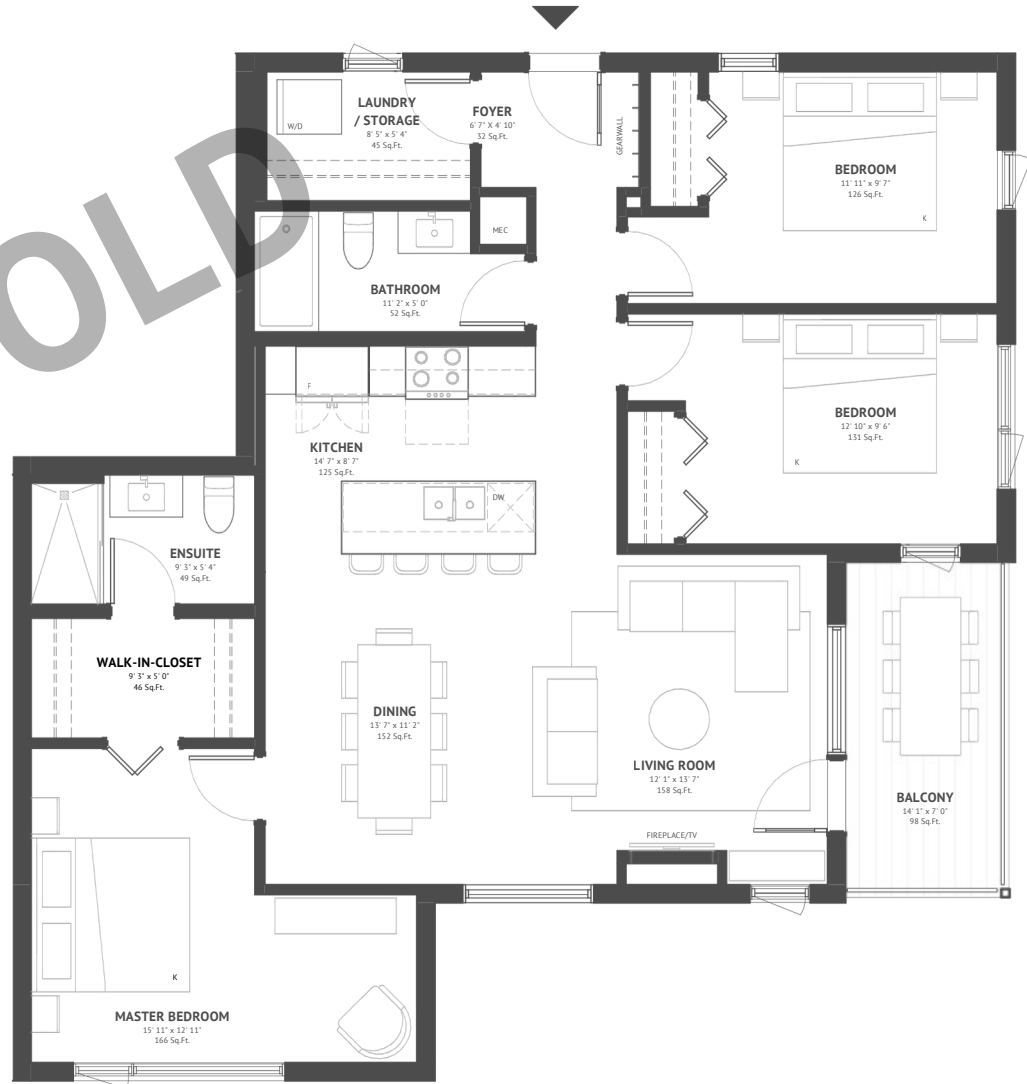 LAUNDRY
/ STORAGE
8' 5" x 5' 4"
45 Sq.Ft.
W/D
FOYER
6' 7" X 4' 10"
32 Sq.Ft.
GEARWALL
BEDROOM
11' 11" x 9' 7"
126 Sq.Ft.
K
MEC
OLD
BATHROOM
11' 2" x 5' 0"
52 Sq.Ft.
F
KITCHEN
14' 7" x 8' 7"
125 Sq.Ft.
BEDROOM
12' 10" x 9' 6"
131 Sq.Ft.
K
DW
ENSUITE
9' 3" x 5' 4"
49 Sq.Ft.
WALK-IN-CLOSET
9' 3" x 5' 0"
46 Sq.Ft.
DINING
13' 7" x 11' 2"
152 Sq.Ft.
LIVING ROOM
12' 1" x 13' 7"
158 Sq.Ft.
BALCONY
14' 1" x 7' 0"
98 Sq.Ft.
FIREPLACE/TV
K
MASTER BEDROOM
15' 11" x 12' 11"
166 Sq.Ft.